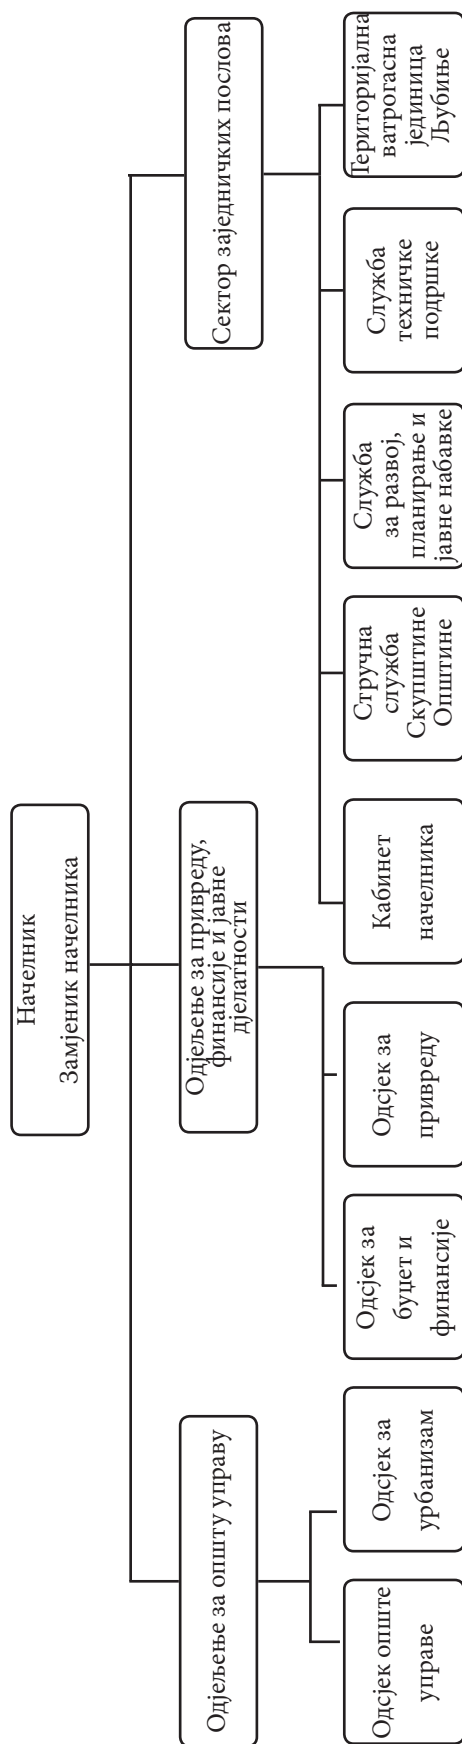 Начелник
Замјеник начелника
Одјељење за општу управу
Одјељење за привреду,
финансије и јавне
дјелатности
Сектор заједничких послова
Одсјек опште
управе
Одсјек за
урбанизам
Одсјек за
буџет и
финансије
Одсјек за
привреду
Кабинет
начелника
Стручна
служба
Скупштине
Општине
Служба
за развој,
планирање и
јавне набавке
Служба
техничке
подршке
Територијална
ватрогасна
јединица
Љубиње